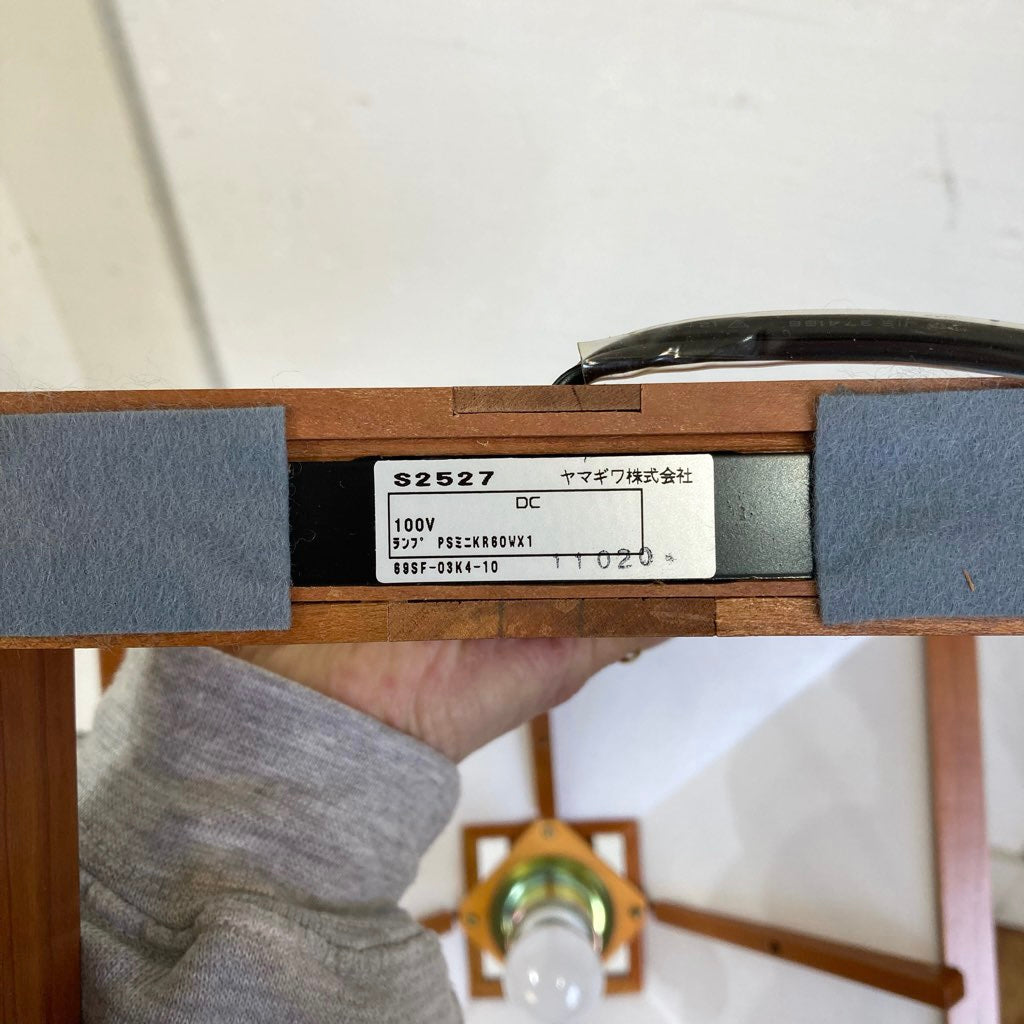 S2527 ヤマギワ株式会社
DC
100V
ランプ PSミニKR60WX1
69SF-03K4-10 11020